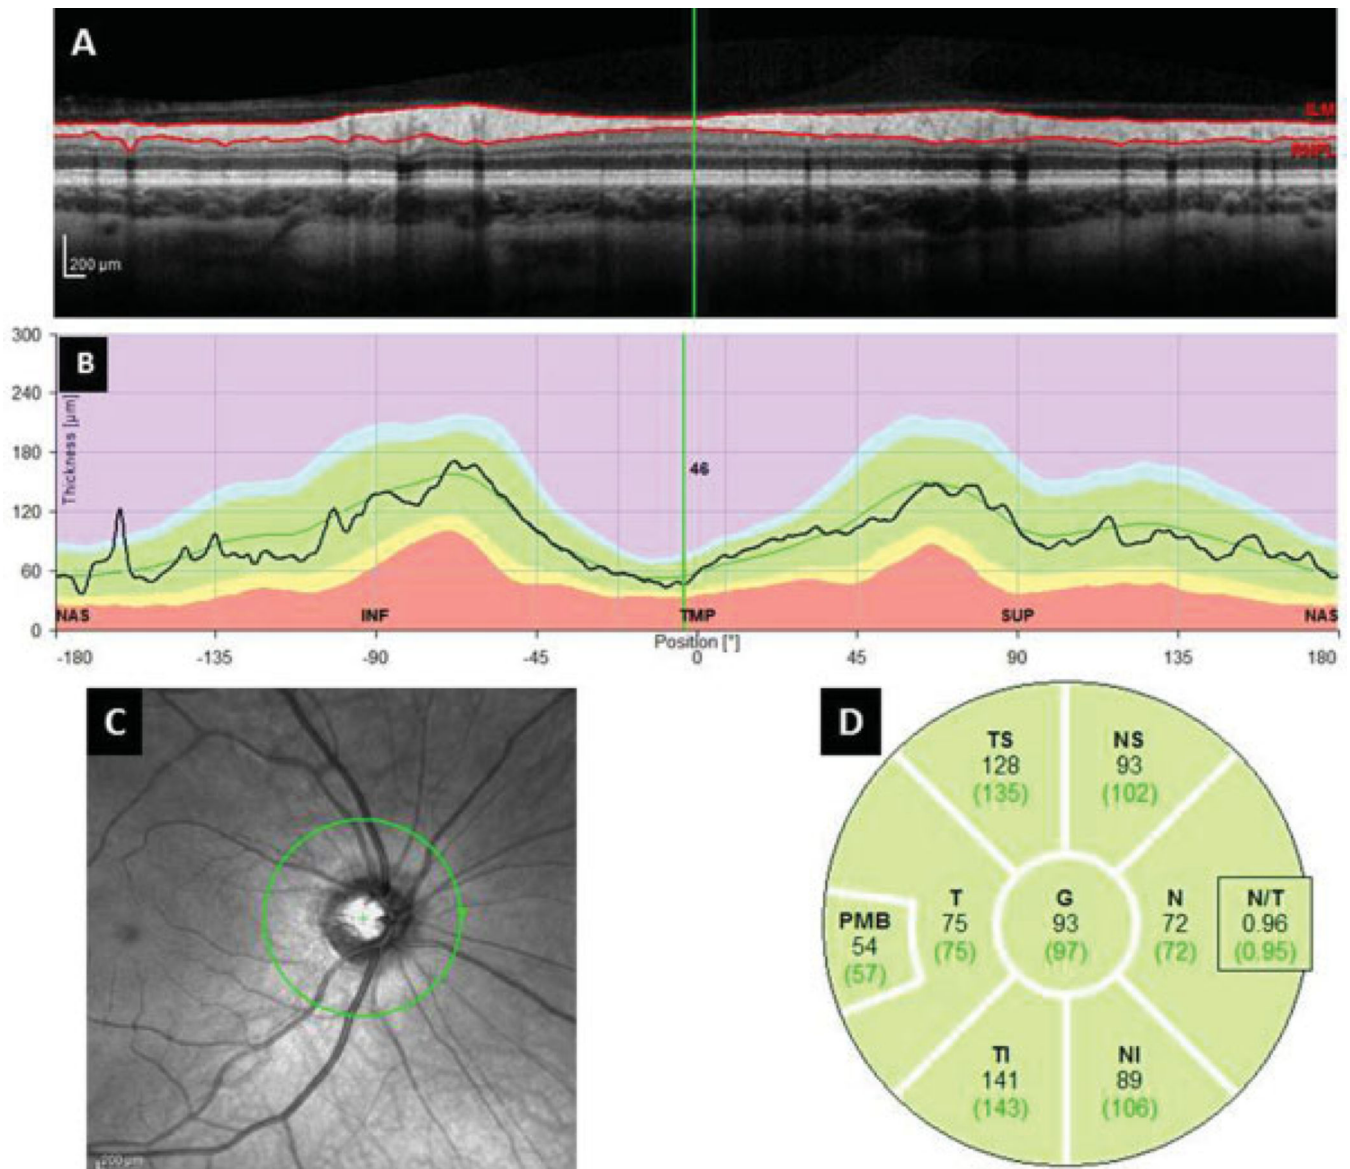 A
ILM
RNFL
200 µm
B
300
240
180
120
60
0
Thickness [µm]
46
NAS
INF
TMP
SUP
NAS
Position [°]
-180
-135
-90
-45
0
45
90
135
180
C
200 µm
D
TS
128
(135)
NS
93
(102)
PMB
54
(57)
T
75
(75)
G
93
(97)
N
72
(72)
N/T
0.96
(0.95)
TI
141
(143)
NI
89
(106)